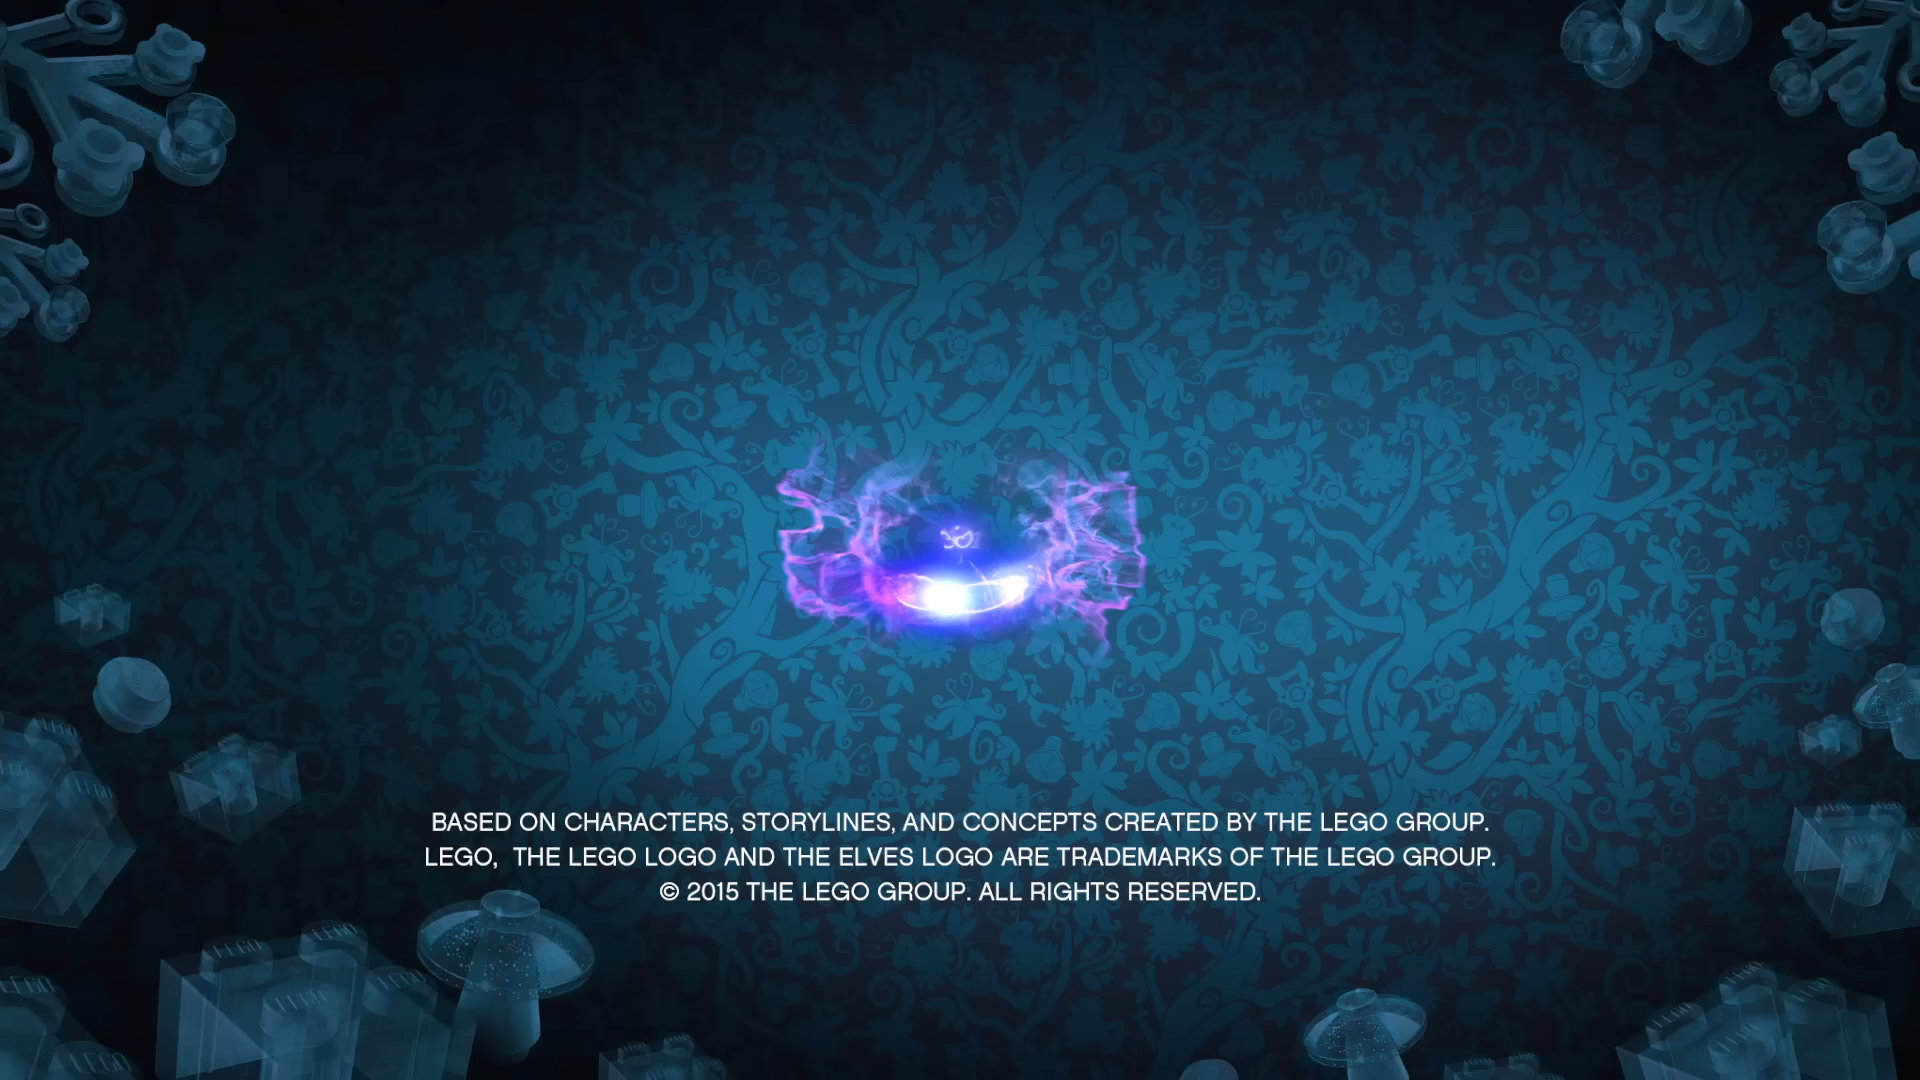 BASED ON CHARACTERS, STORYLINES, AND CONCEPTS CREATED BY THE LEGO GROUP.
LEGO,  THE LEGO LOGO AND THE ELVES LOGO ARE TRADEMARKS OF THE LEGO GROUP.
© 2015 THE LEGO GROUP. ALL RIGHTS RESERVED.
LEGO